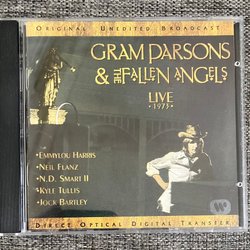 Original Unedited Broadcast
GRAM PARSONS
& THE FALLEN ANGELS
LIVE
• 1973 •
• Emmylou Harris
• Neil Flanz
• N.D. Smart II
• Kyle Tullis
• Jock Bartley
Direct Optical Digital Transfer